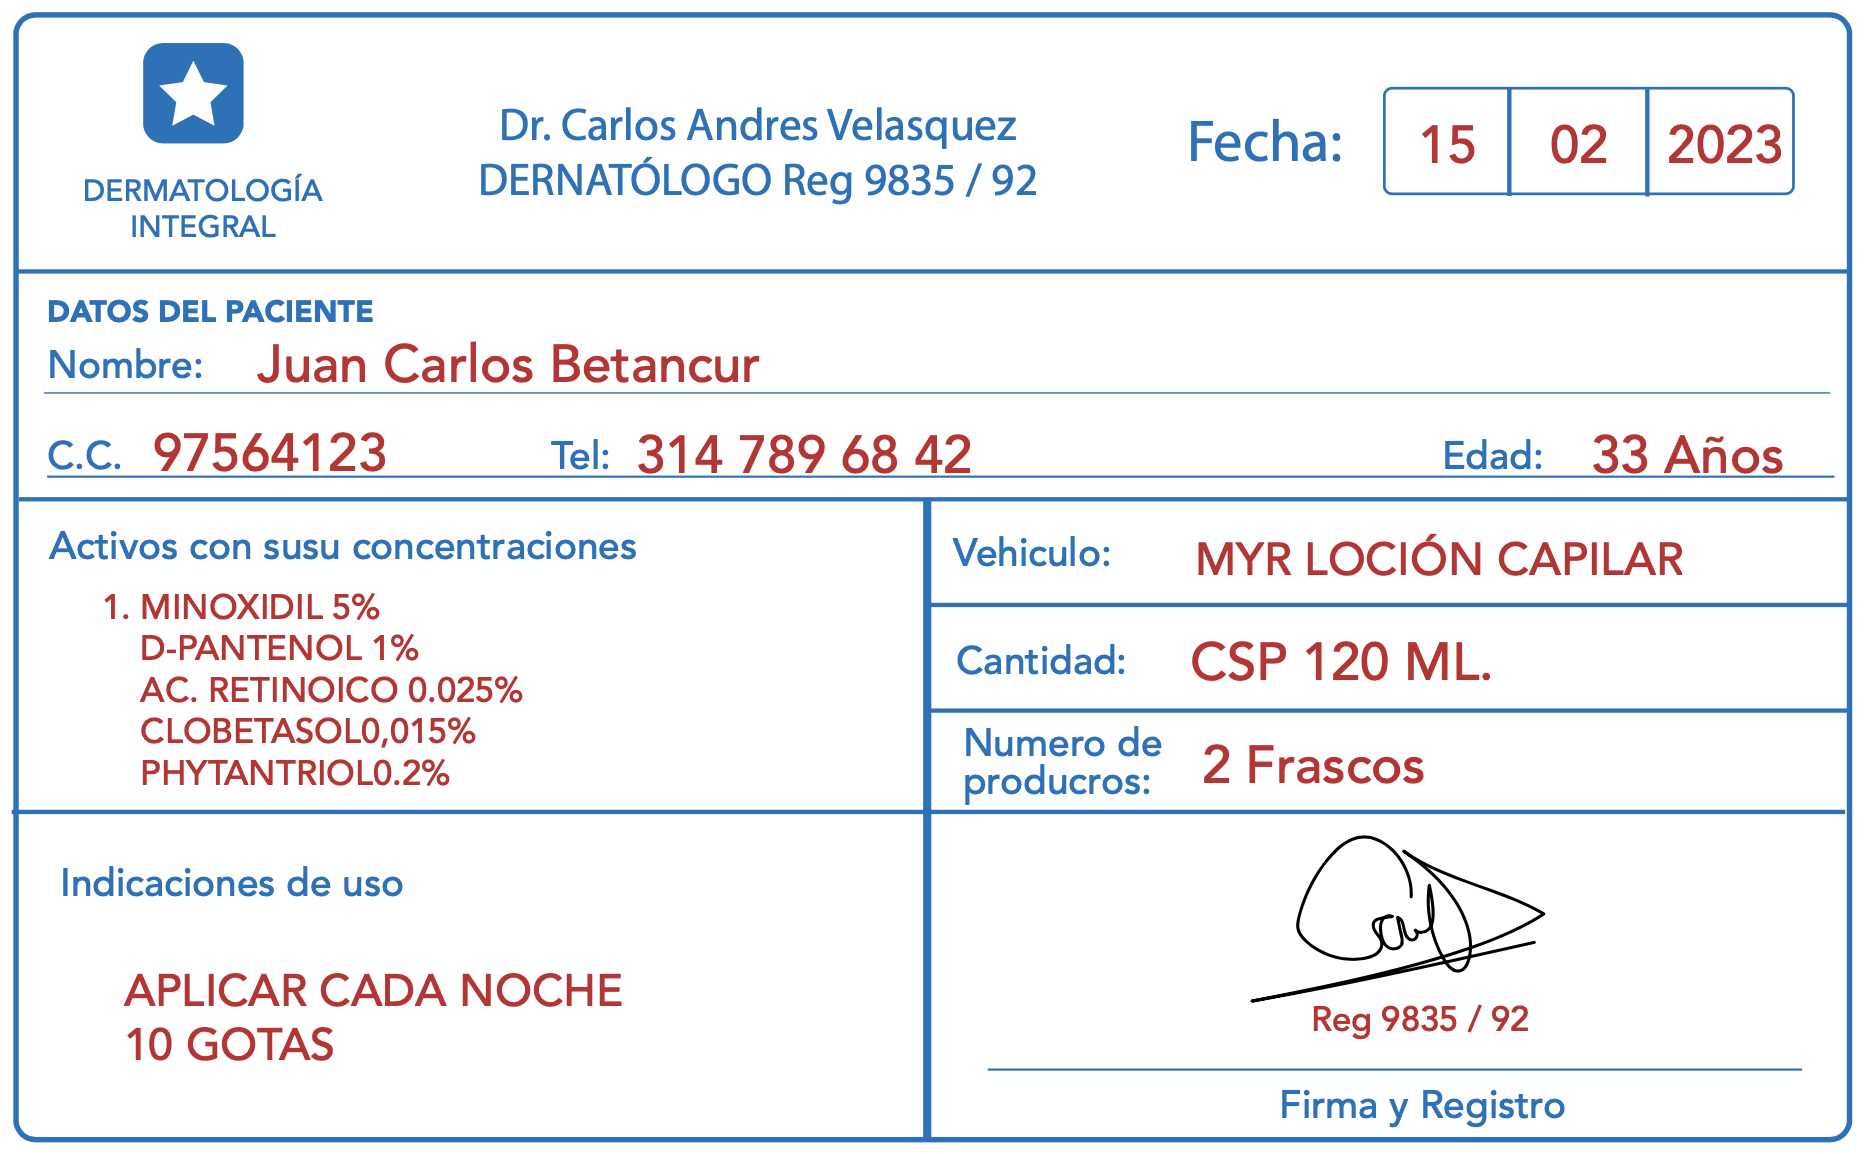 DERMATOLOGÍA
INTEGRAL
Dr. Carlos Andres Velasquez
DERNATÓLOGO Reg 9835 / 92
Fecha: 15 02 2023
DATOS DEL PACIENTE
Nombre: Juan Carlos Betancur
C.C. 97564123 Tel: 314 789 68 42 Edad: 33 Años
Activos con susu concentraciones
1. MINOXIDIL 5%
D-PANTENOL 1%
AC. RETINOICO 0.025%
CLOBETASOL0,015%
PHYTANTRIOL0.2%
Vehiculo: MYR LOCIÓN CAPILAR
Cantidad: CSP 120 ML.
Numero de
producros: 2 Frascos
Indicaciones de uso
APLICAR CADA NOCHE
10 GOTAS
Reg 9835 / 92
Firma y Registro